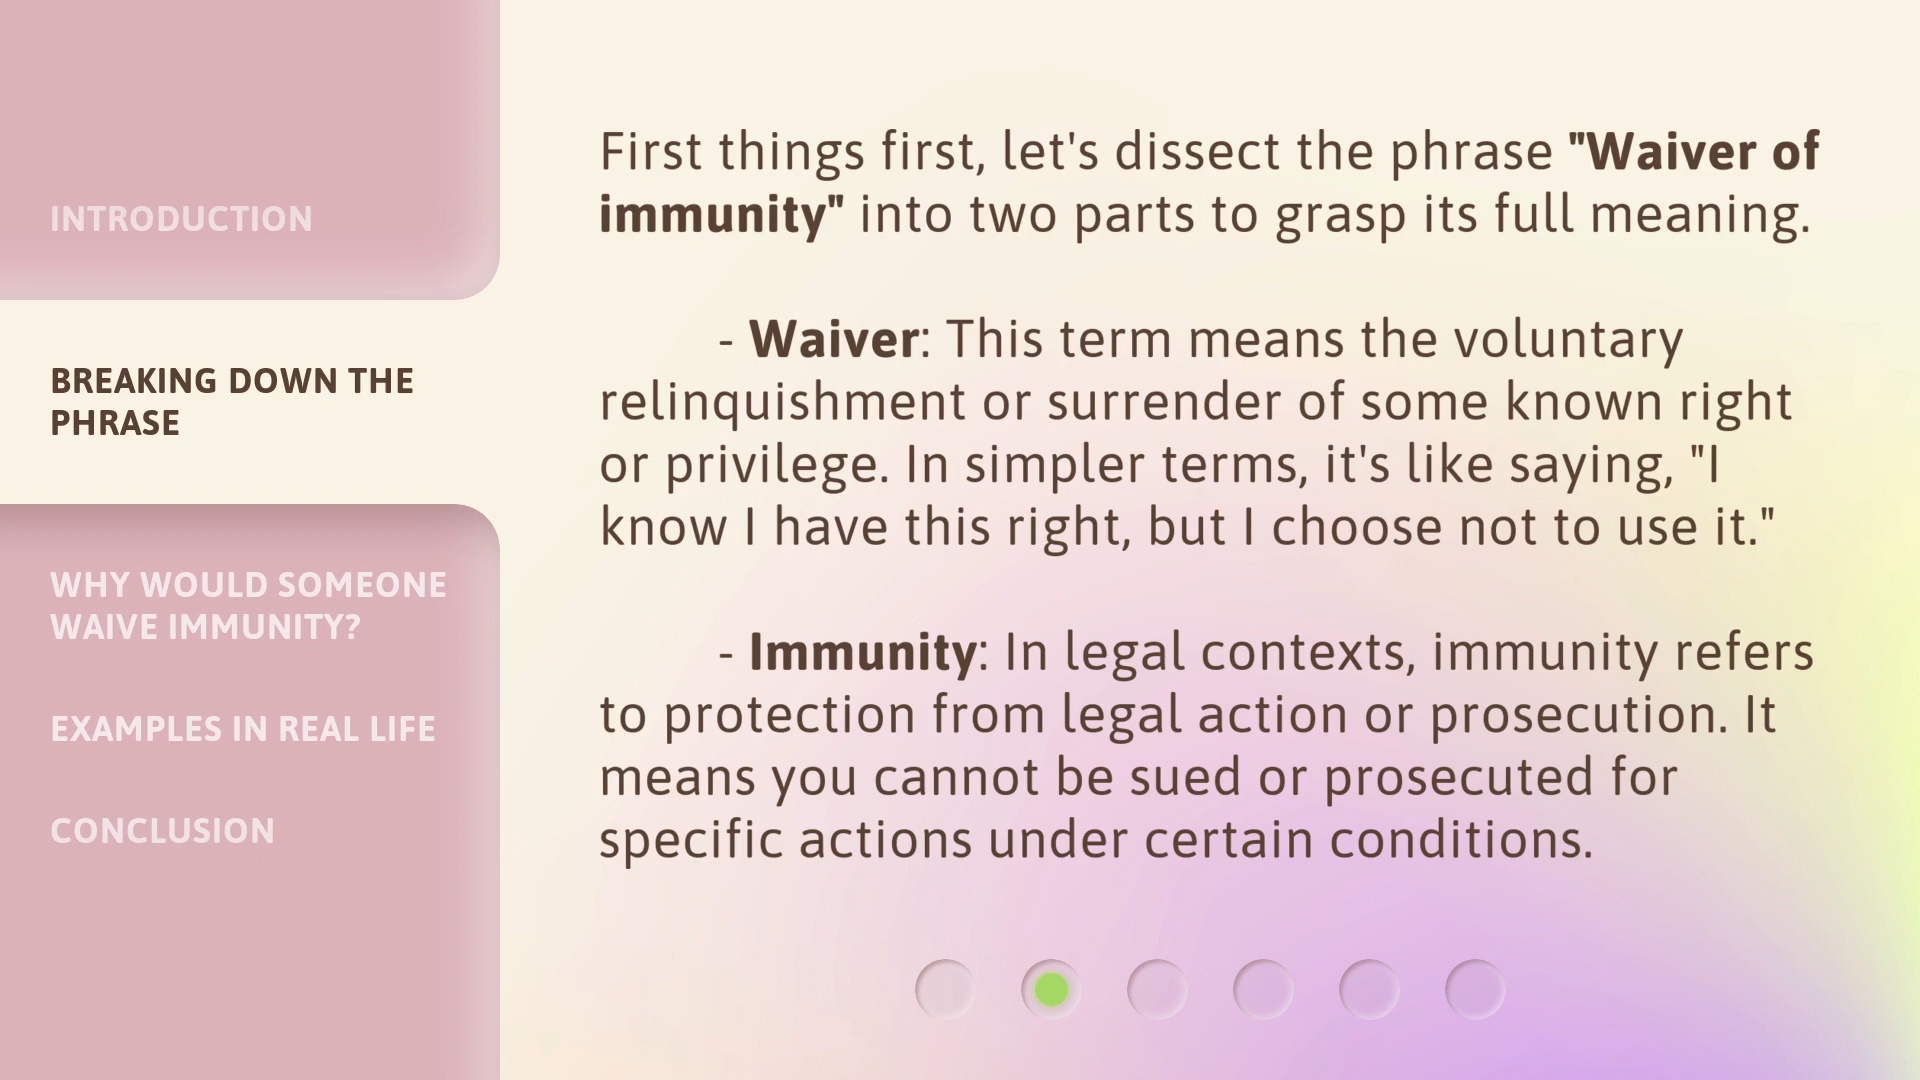 INTRODUCTION
BREAKING DOWN THE
PHRASE
WHY WOULD SOMEONE
WAIVE IMMUNITY?
EXAMPLES IN REAL LIFE
CONCLUSION
First things first, let's dissect the phrase "Waiver of
immunity" into two parts to grasp its full meaning.
- Waiver: This term means the voluntary
relinquishment or surrender of some known right
or privilege. In simpler terms, it's like saying, "I
know I have this right, but I choose not to use it."
- Immunity: In legal contexts, immunity refers
to protection from legal action or prosecution. It
means you cannot be sued or prosecuted for
specific actions under certain conditions.